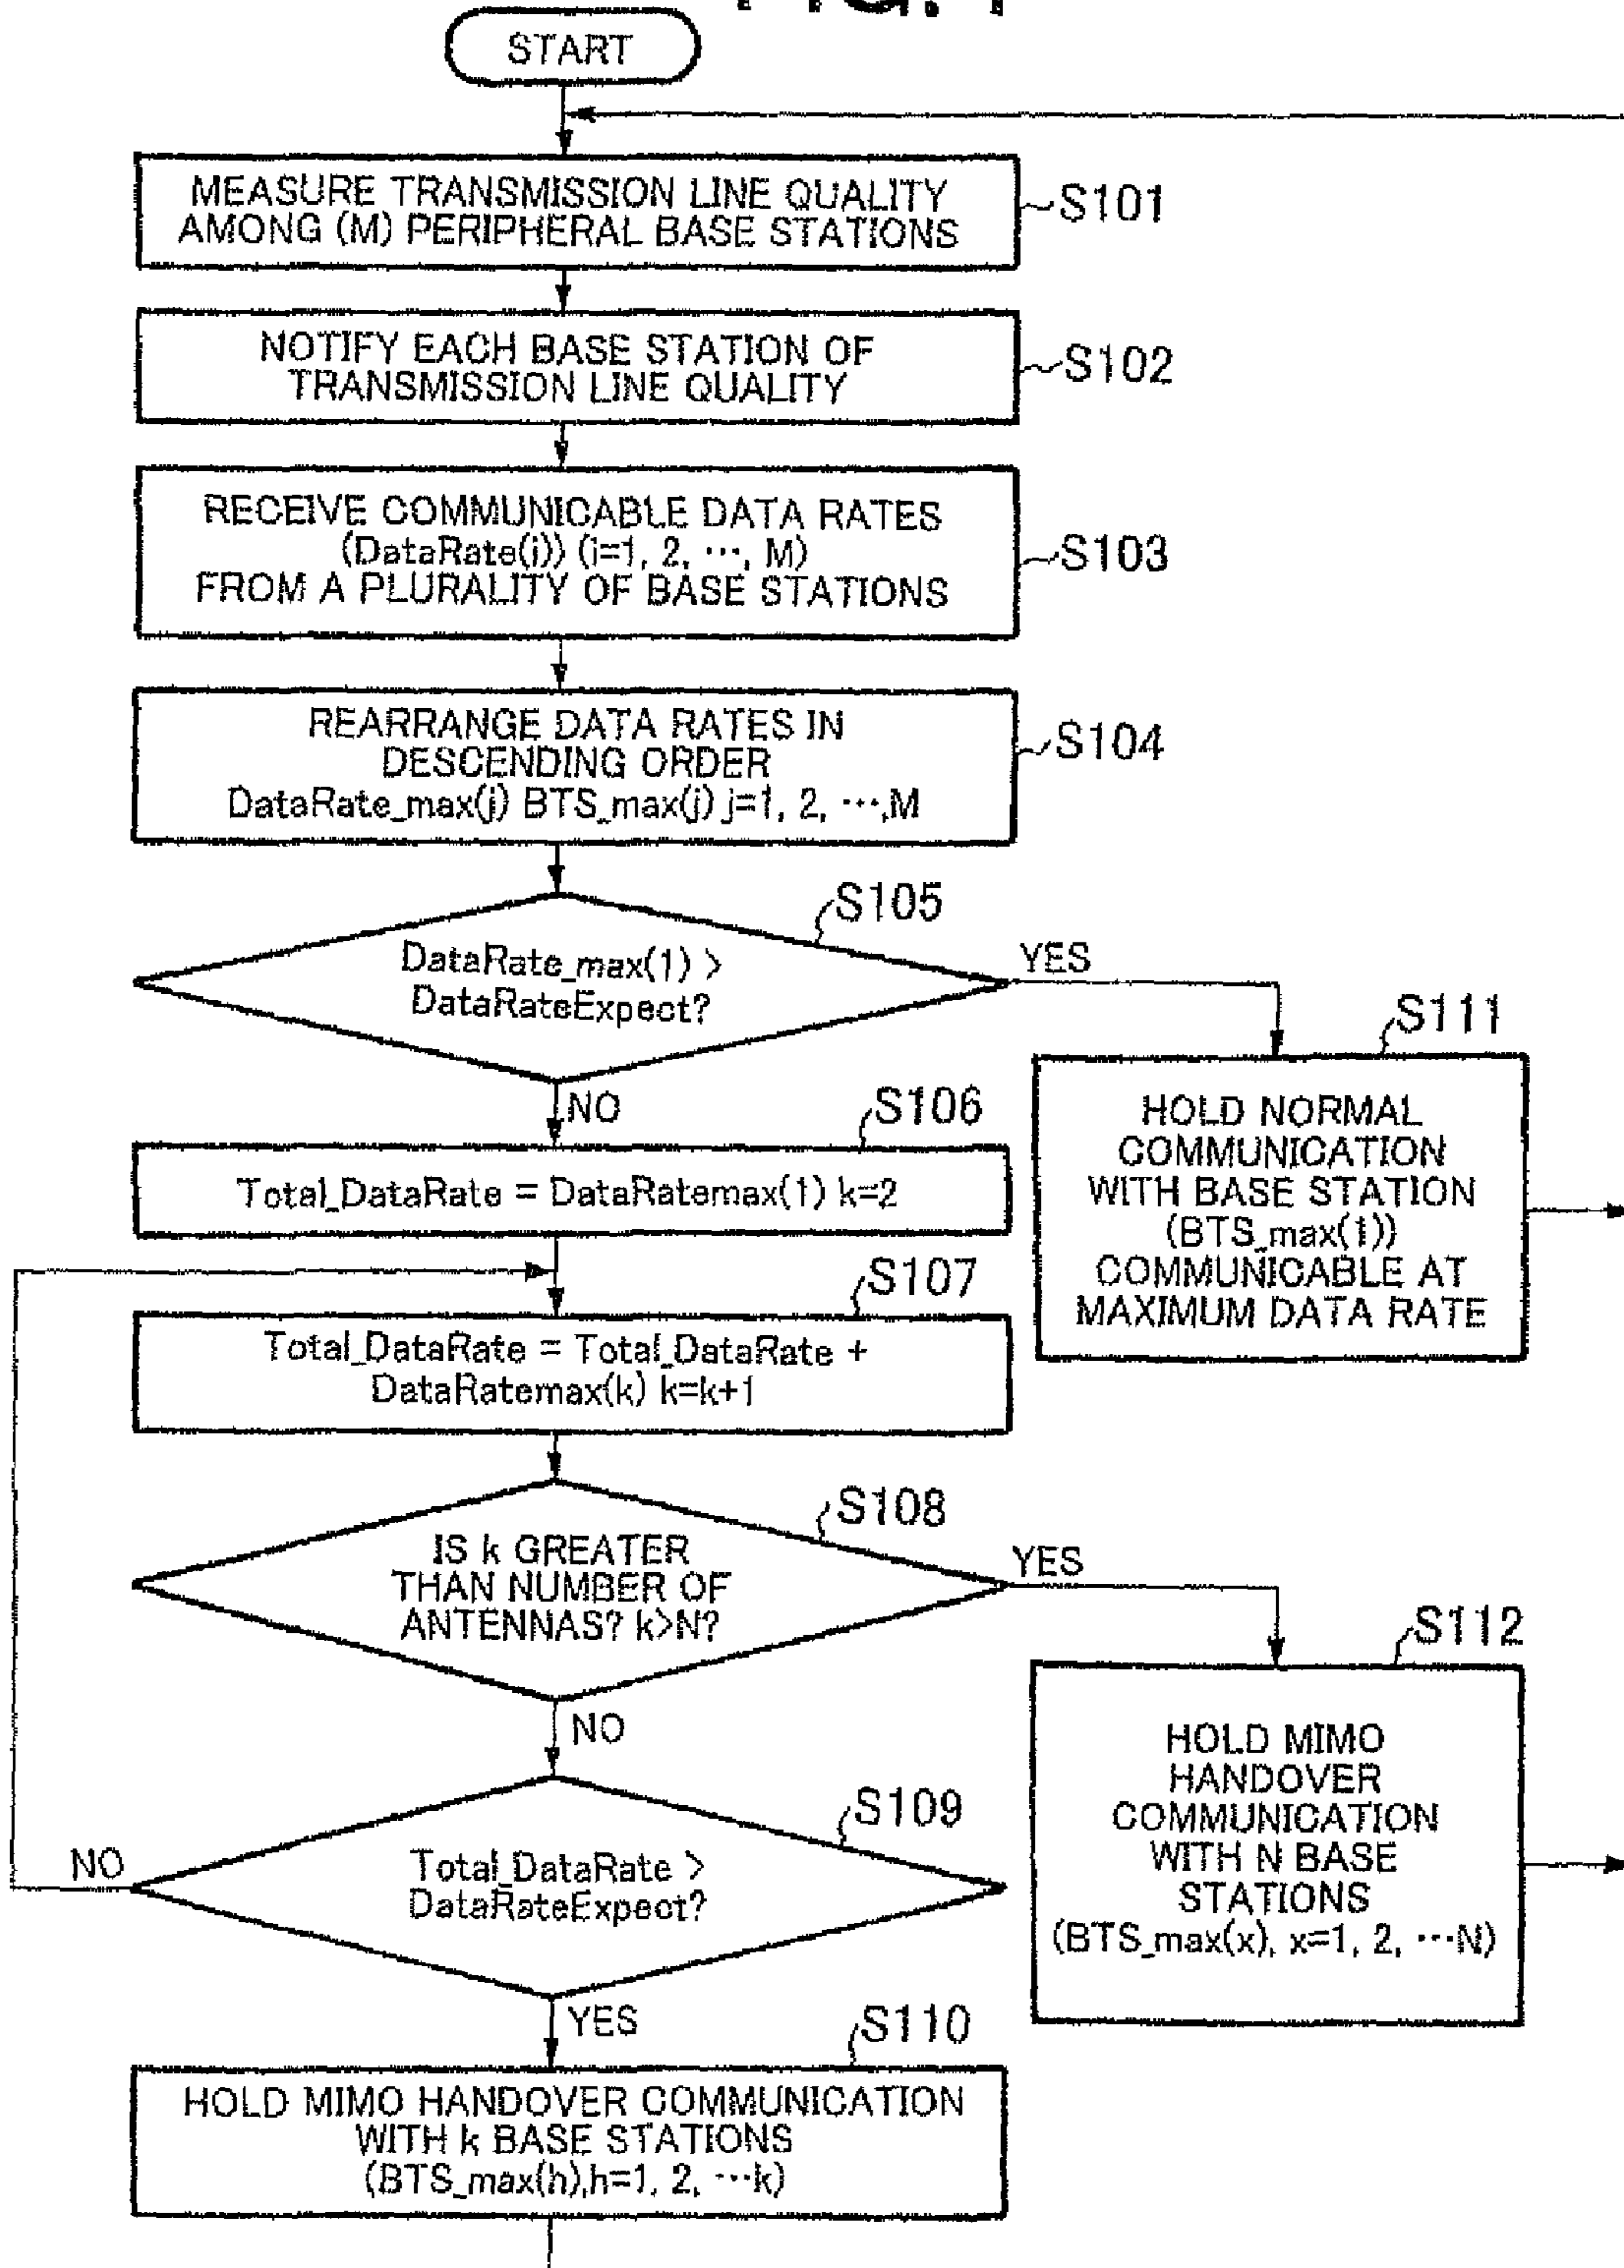 START
MEASURE TRANSMISSION LINE QUALITY
AMONG (M) PERIPHERAL BASE STATIONS
S101
NOTIFY EACH BASE STATION OF
TRANSMISSION LINE QUALITY
S102
RECEIVE COMMUNICABLE DATA RATES
(DataRate(i)) (i=1, 2, ···, M)
FROM A PLURALITY OF BASE STATIONS
S103
REARRANGE DATA RATES IN
DESCENDING ORDER
DataRate_max(j) BTS_max(j) j=1, 2, ···,M
S104
S105
DataRate_max(1) >
DataRateExpect?
YES
NO
S111
HOLD NORMAL
COMMUNICATION
WITH BASE STATION
(BTS_max(1))
COMMUNICABLE AT
MAXIMUM DATA RATE
S106
Total_DataRate = DataRatemax(1) k=2
S107
Total_DataRate = Total_DataRate +
DataRatemax(k) k=k+1
S108
IS k GREATER
THAN NUMBER OF
ANTENNAS? k>N?
YES
NO
S112
HOLD MIMO
HANDOVER
COMMUNICATION
WITH N BASE
STATIONS
(BTS_max(x), x=1, 2, ···N)
S109
Total_DataRate >
DataRateExpect?
NO
YES
S110
HOLD MIMO HANDOVER COMMUNICATION
WITH k BASE STATIONS
(BTS_max(h),h=1, 2, ···k)